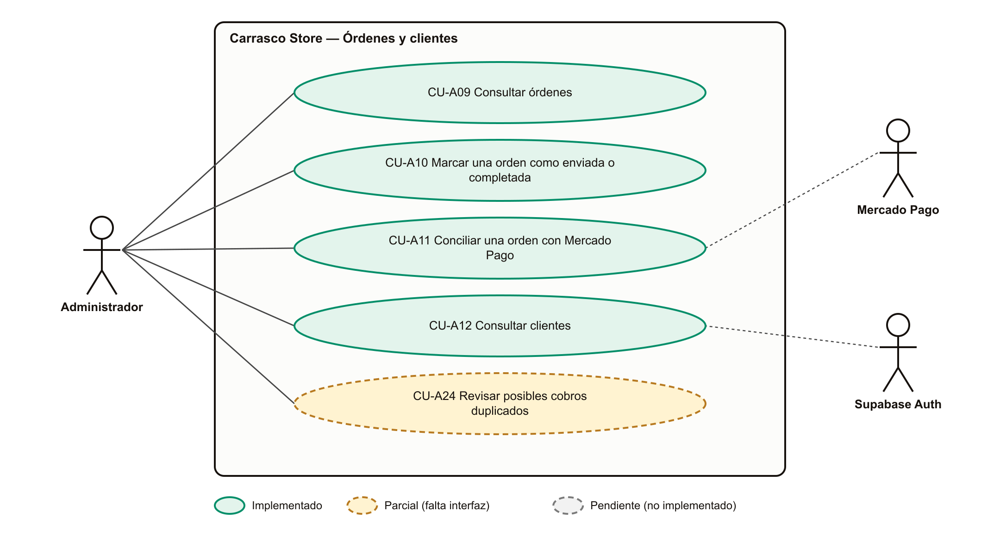 Carrasco Store — Órdenes y clientes
CU-A09 Consultar órdenes
CU-A10 Marcar una orden como enviada o
completada
CU-A11 Conciliar una orden con Mercado
Pago
CU-A12 Consultar clientes
CU-A24 Revisar posibles cobros
duplicados
Administrador
Mercado Pago
Supabase Auth
Implementado
Parcial (falta interfaz)
Pendiente (no implementado)